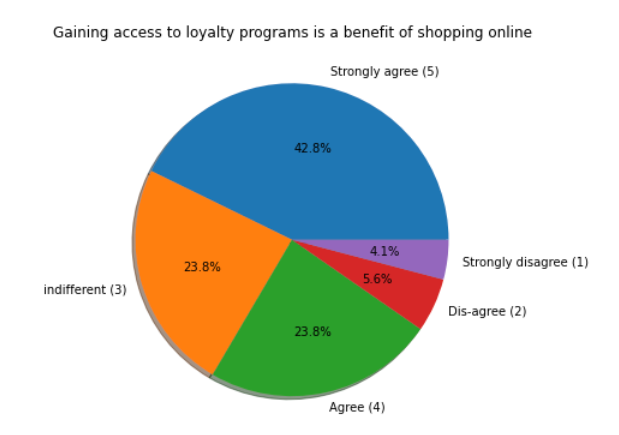 Gaining access to loyalty programs is a benefit of shopping online
Strongly agree (5)
42.8%
4.1%
Strongly disagree (1)
23.8%
5.6%
indifferent (3)
Dis-agree (2)
23.8%
Agree (4)